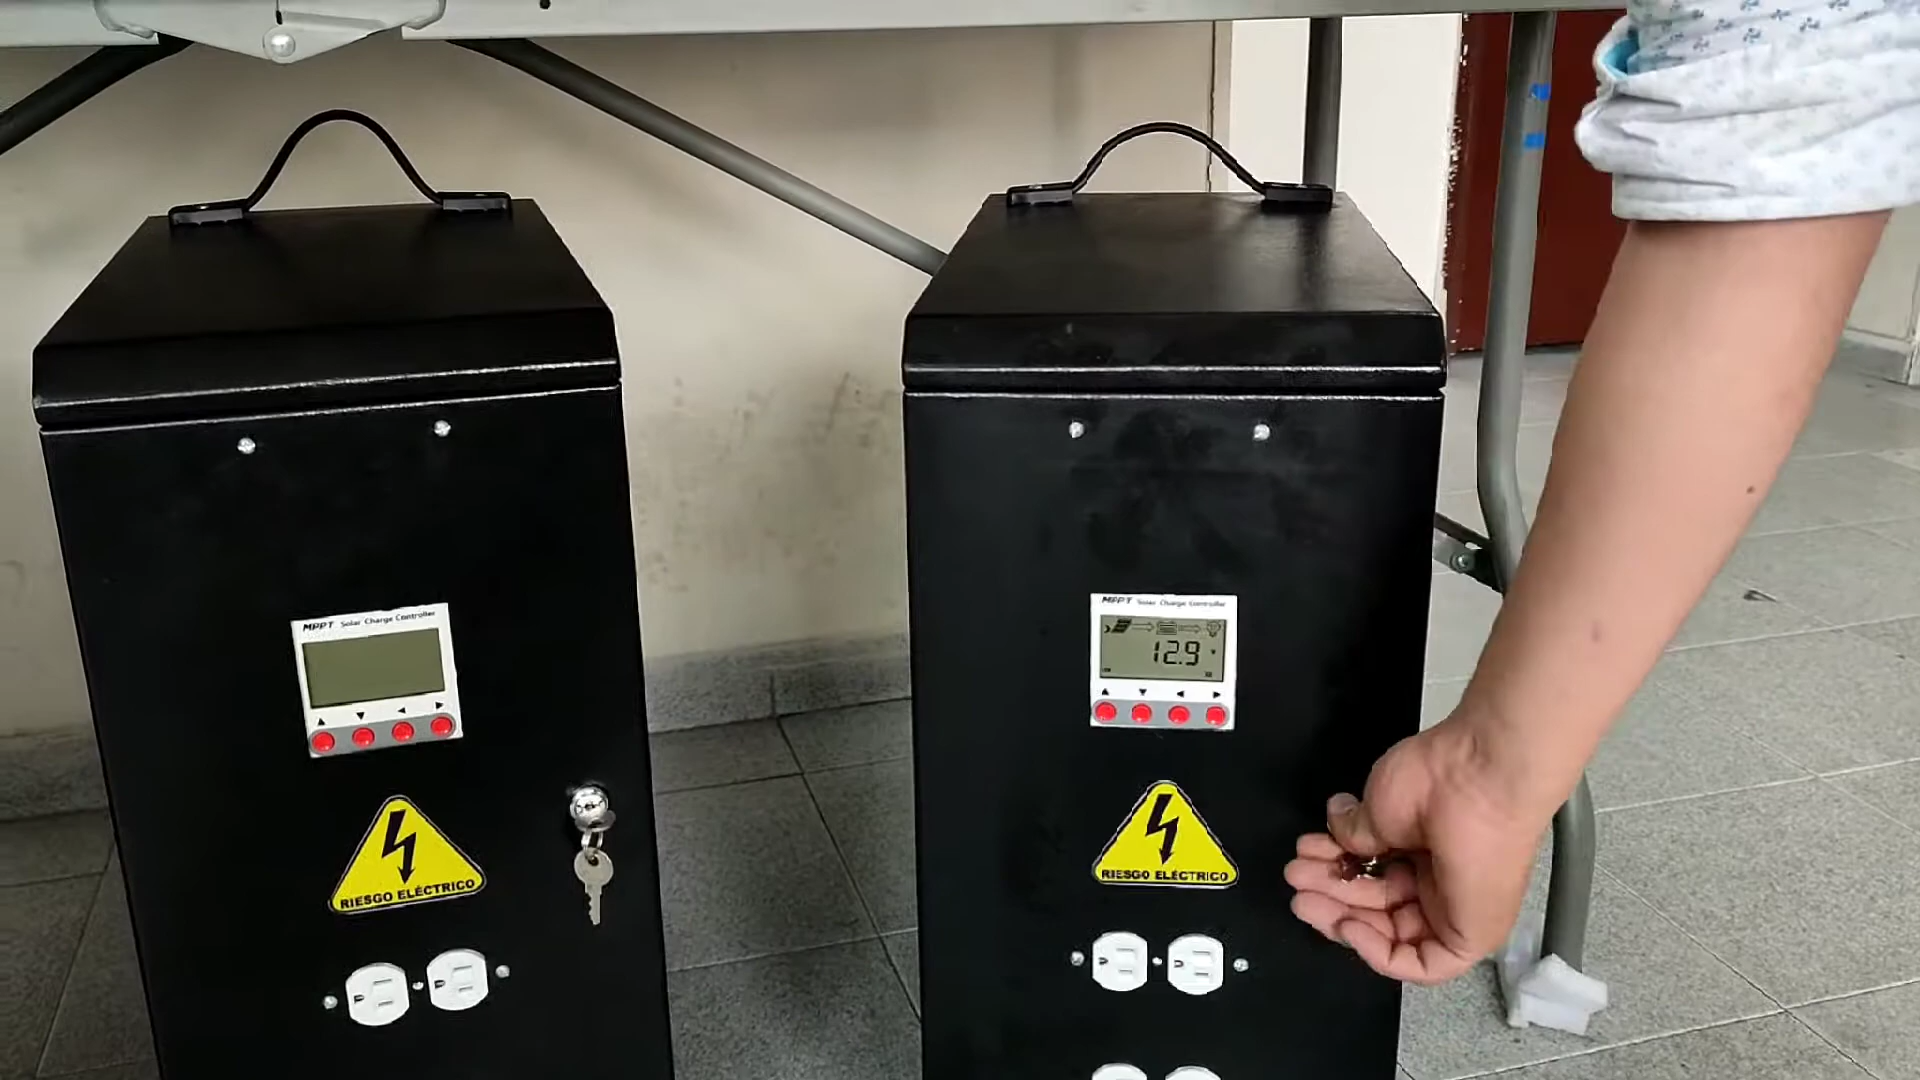 MPPT Solar Charge Controller
RIESGO ELÉCTRICO
MPPT Solar Charge Controller
12.9
RIESGO ELÉCTRICO